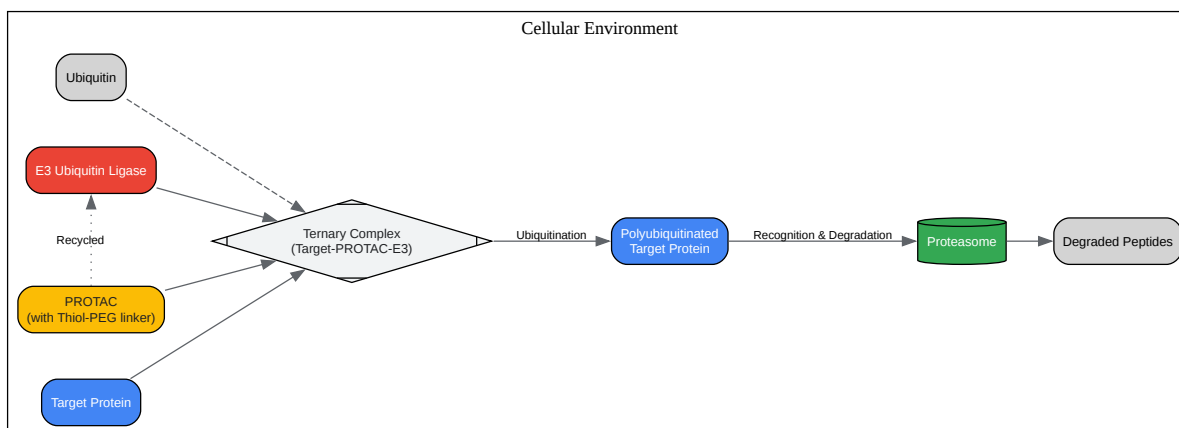 Cellular Environment
Ubiquitin
E3 Ubiquitin Ligase
Recycled
PROTAC
(with Thiol-PEG linker)
Target Protein
Ternary Complex
(Target-PROTAC-E3)
Ubiquitination
Polyubiquitinated
Target Protein
Recognition & Degradation
Proteasome
Degraded Peptides